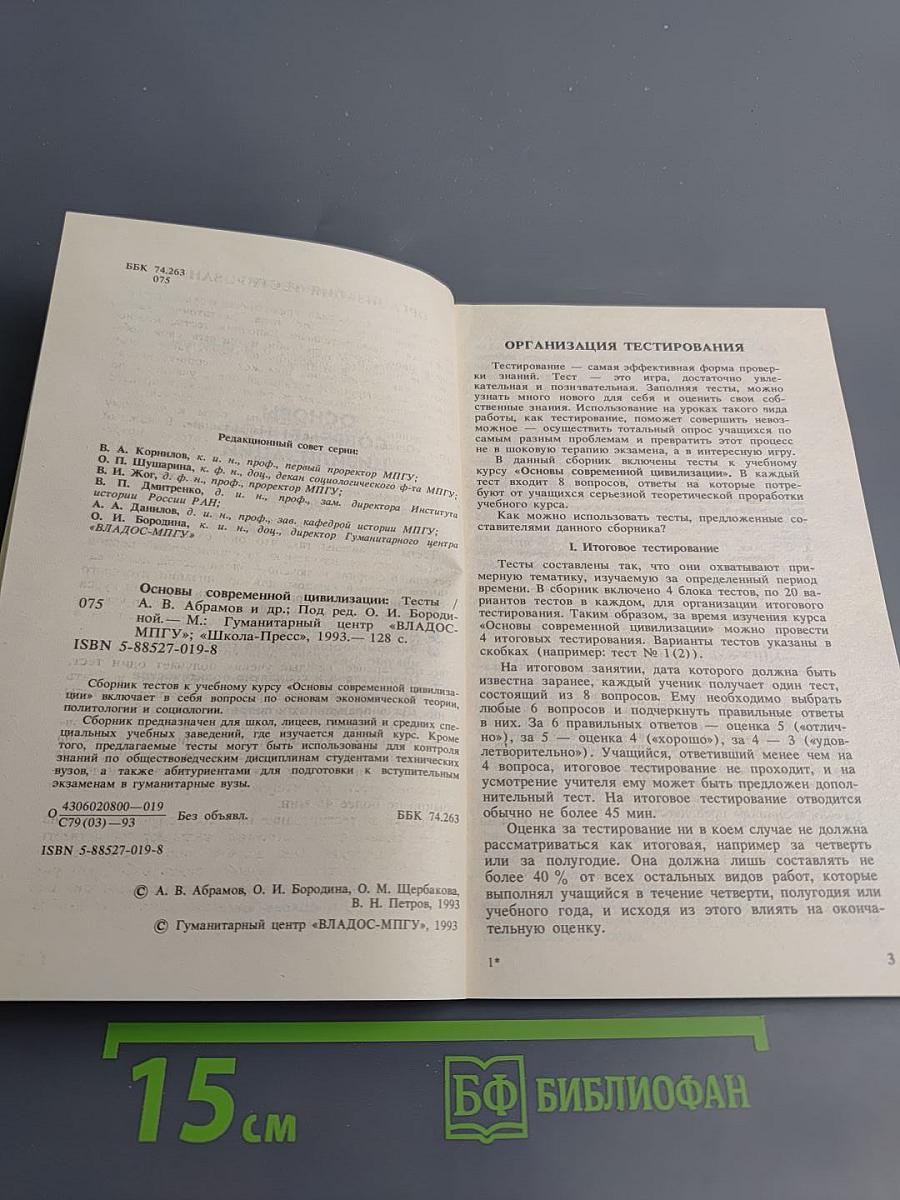 ББК 74.263
075
Редакционный совет серии:
В. А. Корнилов, к. и. н., проф., первый проректор МПГУ;
О. П. Шушарина, к. ф. н., доц., декан социологического ф-та МПГУ;
В. И. Жог, д. ф. н., проф., проректор МПГУ;
В. П. Дмитренко, д. и. н., проф., зам. директора Института
истории России РАН;
А. А. Данилов, д. и. н., проф., зав. кафедрой истории МПГУ;
О. И. Бородина, к. и. н., доц., директор Гуманитарного центра
«ВЛАДОС-МПГУ»
Основы современной цивилизации: Тесты /
075 А. В. Абрамов и др.; Под ред. О. И. Бороди-
ной.— М.: Гуманитарный центр «ВЛАДОС-
МПГУ»; «Школа-Пресс», 1993.— 128 с.
ISBN 5-88527-019-8
Сборник тестов к учебному курсу «Основы современной цивилиза-
ции» включает в себя вопросы по основам экономической теории,
политологии и социологии.
Сборник предназначен для школ, лицеев, гимназий и средних спе-
циальных учебных заведений, где изучается данный курс. Кроме
того, предлагаемые тесты могут быть использованы для контроля
знаний по обществоведческим дисциплинам студентами технических
вузов, а также абитуриентами для подготовки к вступительным
экзаменам в гуманитарные вузы.
О 4306020800—019
С79(03)—93 Без объявл. ББК 74.263
ISBN 5-88527-019-8
© А. В. Абрамов, О. И. Бородина, О. М. Щербакова,
В. Н. Петров, 1993
© Гуманитарный центр «ВЛАДОС-МПГУ», 1993
ОРГАНИЗАЦИЯ ТЕСТИРОВАНИЯ
Тестирование — самая эффективная форма провер-
ки знаний. Тест — это игра, достаточно увле-
кательная и познавательная. Заполняя тесты, можно
узнать много нового для себя и оценить свои соб-
ственные знания. Использование на уроках такого вида
работы, как тестирование, поможет совершить невоз-
можное — осуществить тотальный опрос учащихся по
самым разным проблемам и превратить этот процесс
не в шоковую терапию экзамена, а в интересную игру.
В данный сборник включены тесты к учебному
курсу «Основы современной цивилизации». В каждый
тест входит 8 вопросов, ответы на которые потре-
буют от учащихся серьезной теоретической проработки
учебного курса.
Как можно использовать тесты, предложенные со-
ставителями данного сборника?
I. Итоговое тестирование
Тесты составлены так, что они охватывают при-
мерную тематику, изучаемую за определенный период
времени. В сборник включено 4 блока тестов, по 20 ва-
риантов тестов в каждом, для организации итогового
тестирования. Таким образом, за время изучения курса
«Основы современной цивилизации» можно провести
4 итоговых тестирования. Варианты тестов указаны в
скобках (например: тест № 1(2)).
На итоговом занятии, дата которого должна быть
известна заранее, каждый ученик получает один тест,
состоящий из 8 вопросов. Ему необходимо выбрать
любые 6 вопросов и подчеркнуть правильные ответы
в них. За 6 правильных ответов — оценка 5 («отлич-
но»), за 5 — оценка 4 («хорошо»), за 4 — 3 («удов-
летворительно»). Учащийся, ответивший менее чем на
4 вопроса, итоговое тестирование не проходит, и на
усмотрение учителя ему может быть предложен допол-
нительный тест. На итоговое тестирование отводится
обычно не более 45 мин.
Оценка за тестирование ни в коем случае не должна
рассматриваться как итоговая, например за четверть
или за полугодие. Она должна лишь составлять не
более 40 % от всех остальных видов работ, которые
выполнял учащийся в течение четверти, полугодия или
учебного года, и исходя из этого влиять на оконча-
тельную оценку.
1*
3
15 см
БФ БИБЛИОФАН